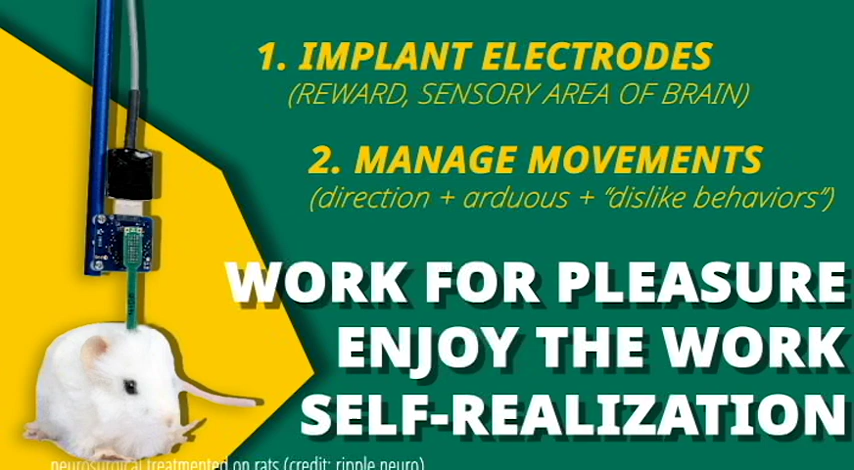 1. IMPLANT ELECTRODES
(REWARD, SENSORY AREA OF BRAIN)
2. MANAGE MOVEMENTS
(direction + arduous + "dislike behaviors")
WORK FOR PLEASURE
ENJOY THE WORK
SELF-REALIZATION
neurosurgical treatmented on rats (credit: ripple neuro)